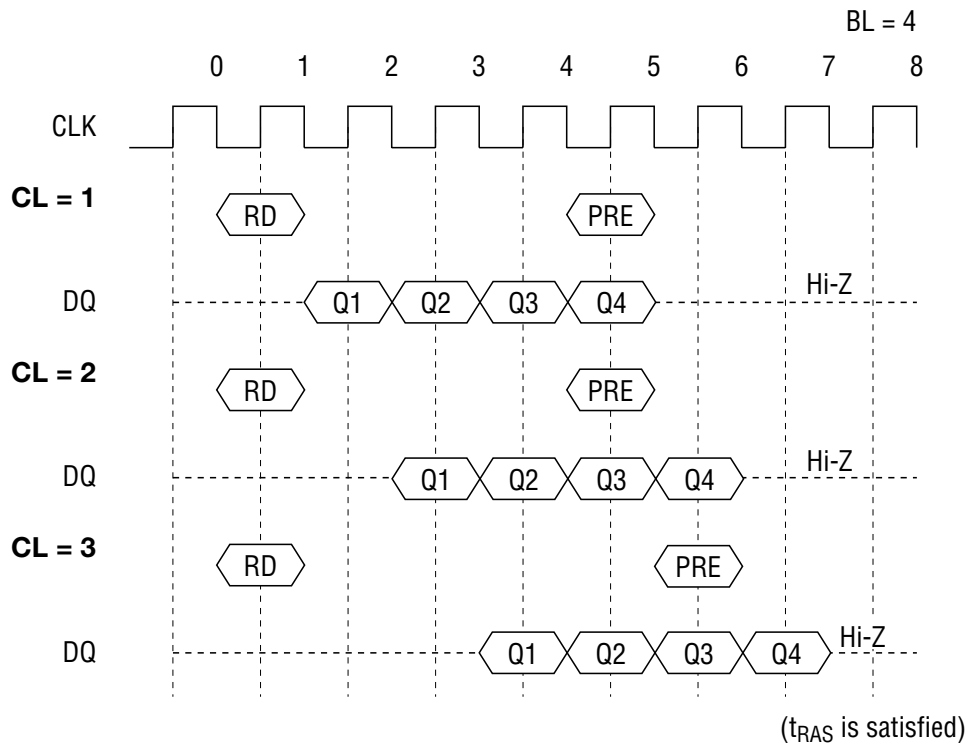 BL = 4
0 1 2 3 4 5 6 7 8
CLK
CL = 1
RD PRE
DQ Q1 Q2 Q3 Q4 Hi-Z
CL = 2
RD PRE
DQ Q1 Q2 Q3 Q4 Hi-Z
CL = 3
RD PRE
DQ Q1 Q2 Q3 Q4 Hi-Z
(tRAS is satisfied)